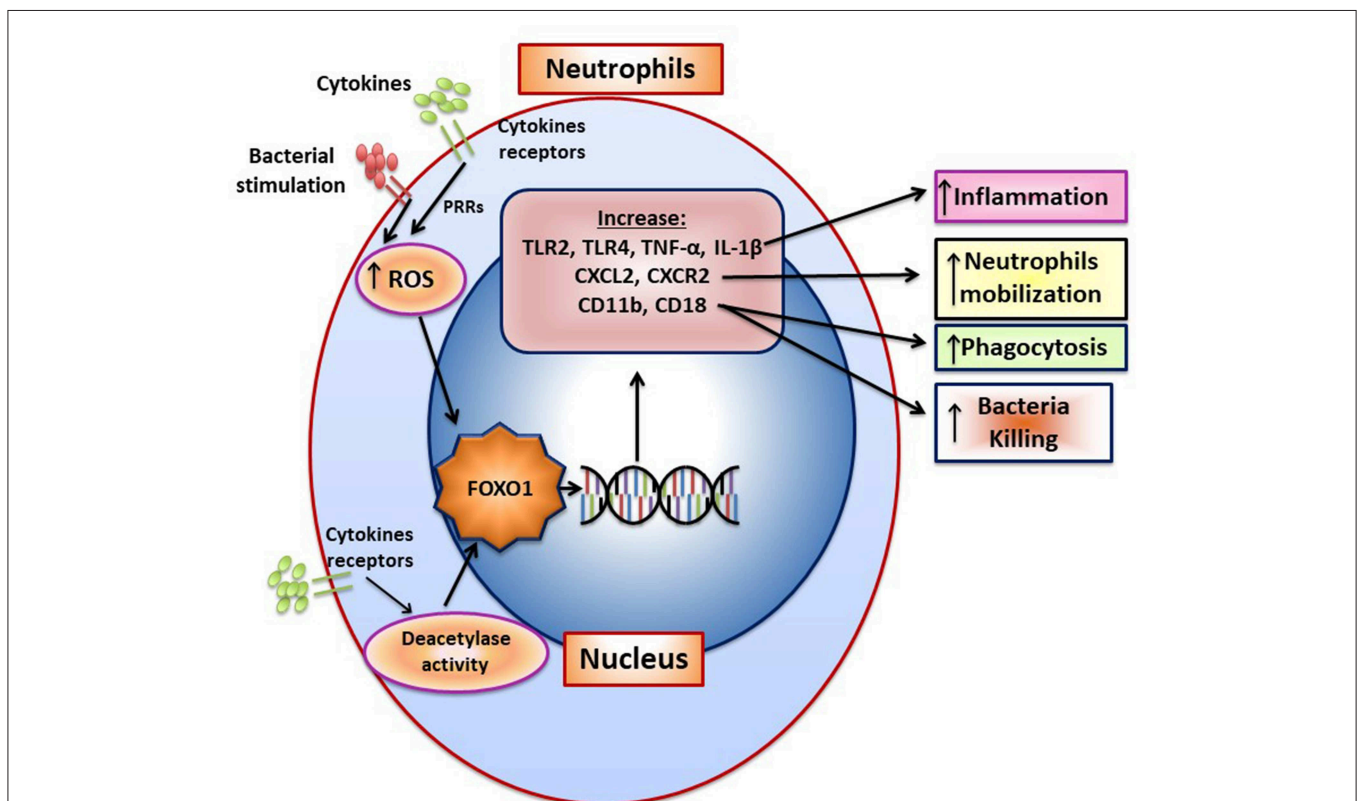 Neutrophils
Cytokines
Cytokines
receptors
Bacterial
stimulation
PRRs
↑ ROS
Increase:
TLR2, TLR4, TNF-α, IL-1β
CXCL2, CXCR2
CD11b, CD18
↑Inflammation
↑Neutrophils
mobilization
↑Phagocytosis
↑ Bacteria
Killing
FOXO1
Cytokines
receptors
Deacetylase
activity
Nucleus